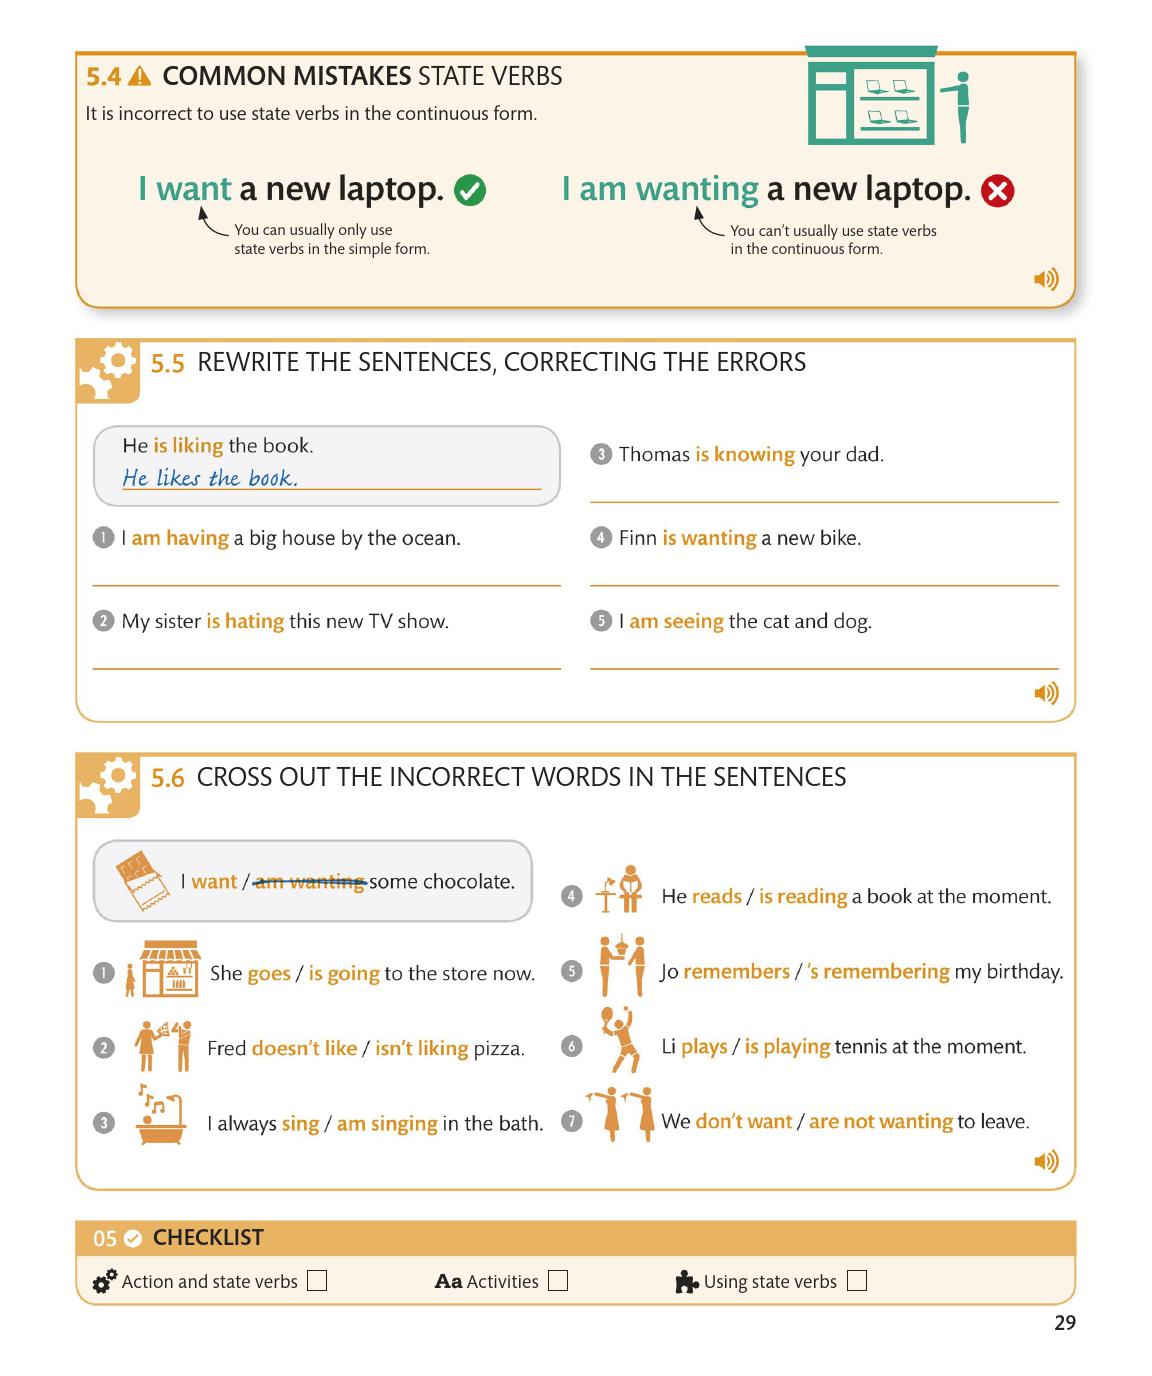 5.4 COMMON MISTAKES STATE VERBS
It is incorrect to use state verbs in the continuous form.
I want a new laptop.
You can usually only use
state verbs in the simple form.
I am wanting a new laptop.
You can't usually use state verbs
in the continuous form.
5.5 REWRITE THE SENTENCES, CORRECTING THE ERRORS
He is liking the book.
He likes the book.
1 I am having a big house by the ocean.
2 My sister is hating this new TV show.
3 Thomas is knowing your dad.
4 Finn is wanting a new bike.
5 I am seeing the cat and dog.
5.6 CROSS OUT THE INCORRECT WORDS IN THE SENTENCES
I want / am wanting some chocolate.
1 She goes / is going to the store now.
2 Fred doesn't like / isn't liking pizza.
3 I always sing / am singing in the bath.
4 He reads / is reading a book at the moment.
5 Jo remembers / 's remembering my birthday.
6 Li plays / is playing tennis at the moment.
7 We don't want / are not wanting to leave.
05 CHECKLIST
Action and state verbs
Aa Activities
Using state verbs
29